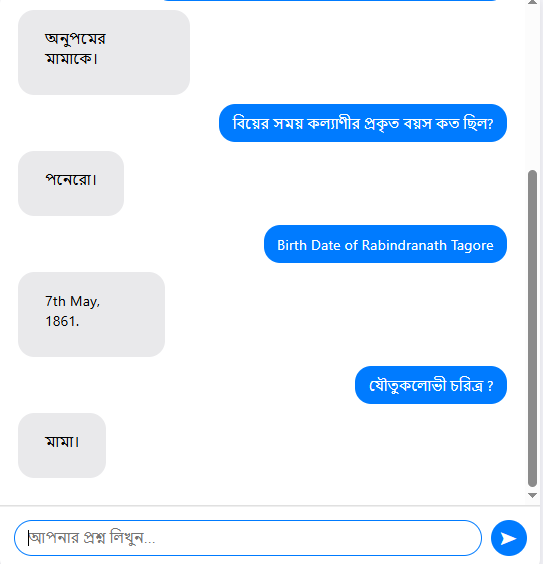 অনুপমের
মামাকে।
বিয়ের সময় কল্যাণীর প্রকৃত বয়স কত ছিল?
পনেরো।
Birth Date of Rabindranath Tagore
7th May,
1861.
যৌতুকলোভী চরিত্র ?
মামা।
আপনার প্রশ্ন লিখুন...